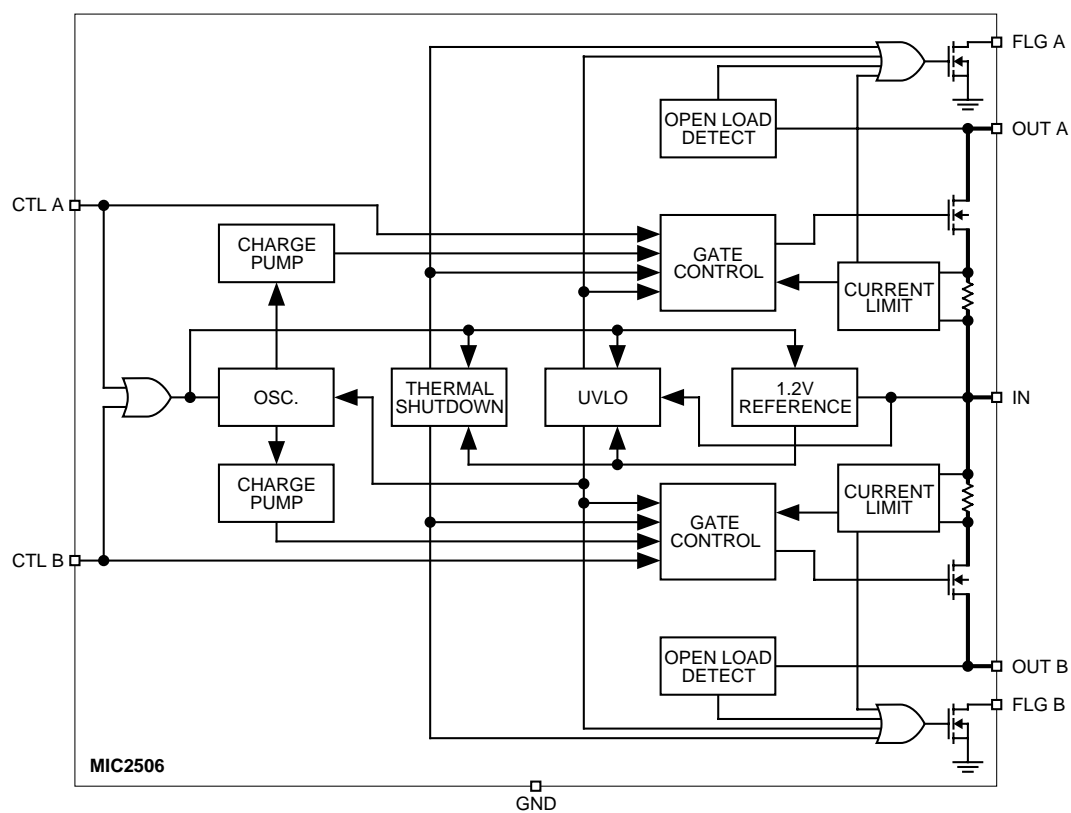 FLG A
OPEN LOAD
DETECT
OUT A
CTL A
CHARGE
PUMP
GATE
CONTROL
CURRENT
LIMIT
OSC.
THERMAL
SHUTDOWN
UVLO
1.2V
REFERENCE
IN
CHARGE
PUMP
GATE
CONTROL
CURRENT
LIMIT
CTL B
OPEN LOAD
DETECT
OUT B
FLG B
MIC2506
GND